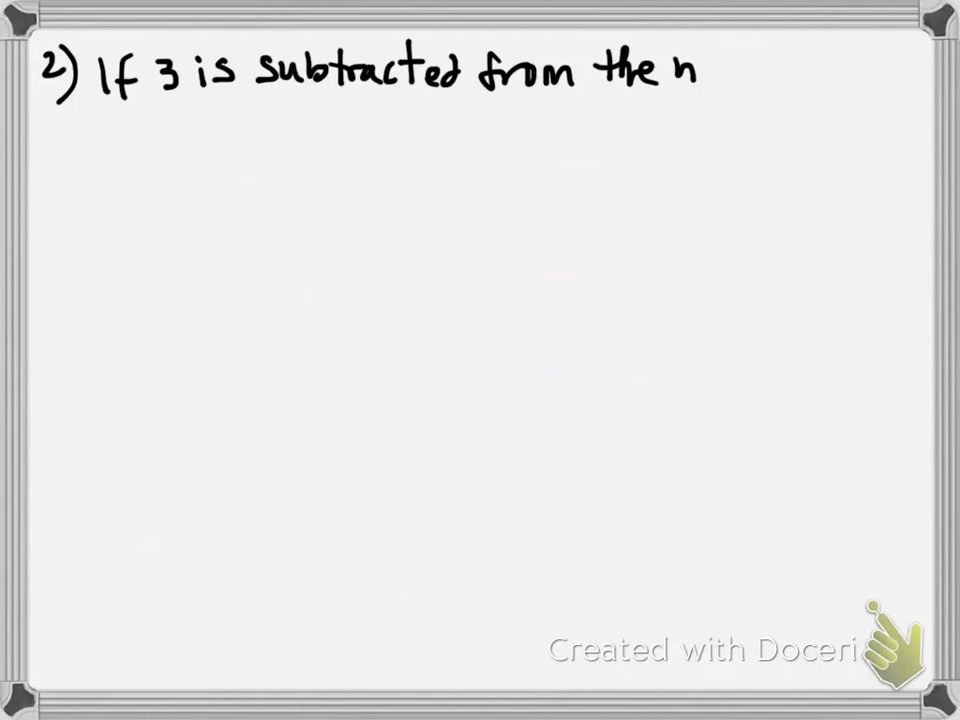 2) If 3 is subtracted from the n
Created with Doceri